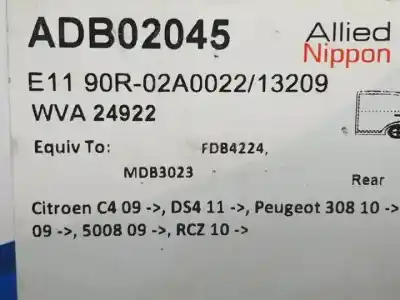 ADB02045
Allied
Nippon
E11 90R-02A0022/13209
WVA 24922
Equiv To: FDB4224,
MDB3023
Rear
Citroen C4 09 ->, DS4 11 ->, Peugeot 308 10 ->
09 ->, 5008 09 ->, RCZ 10 ->